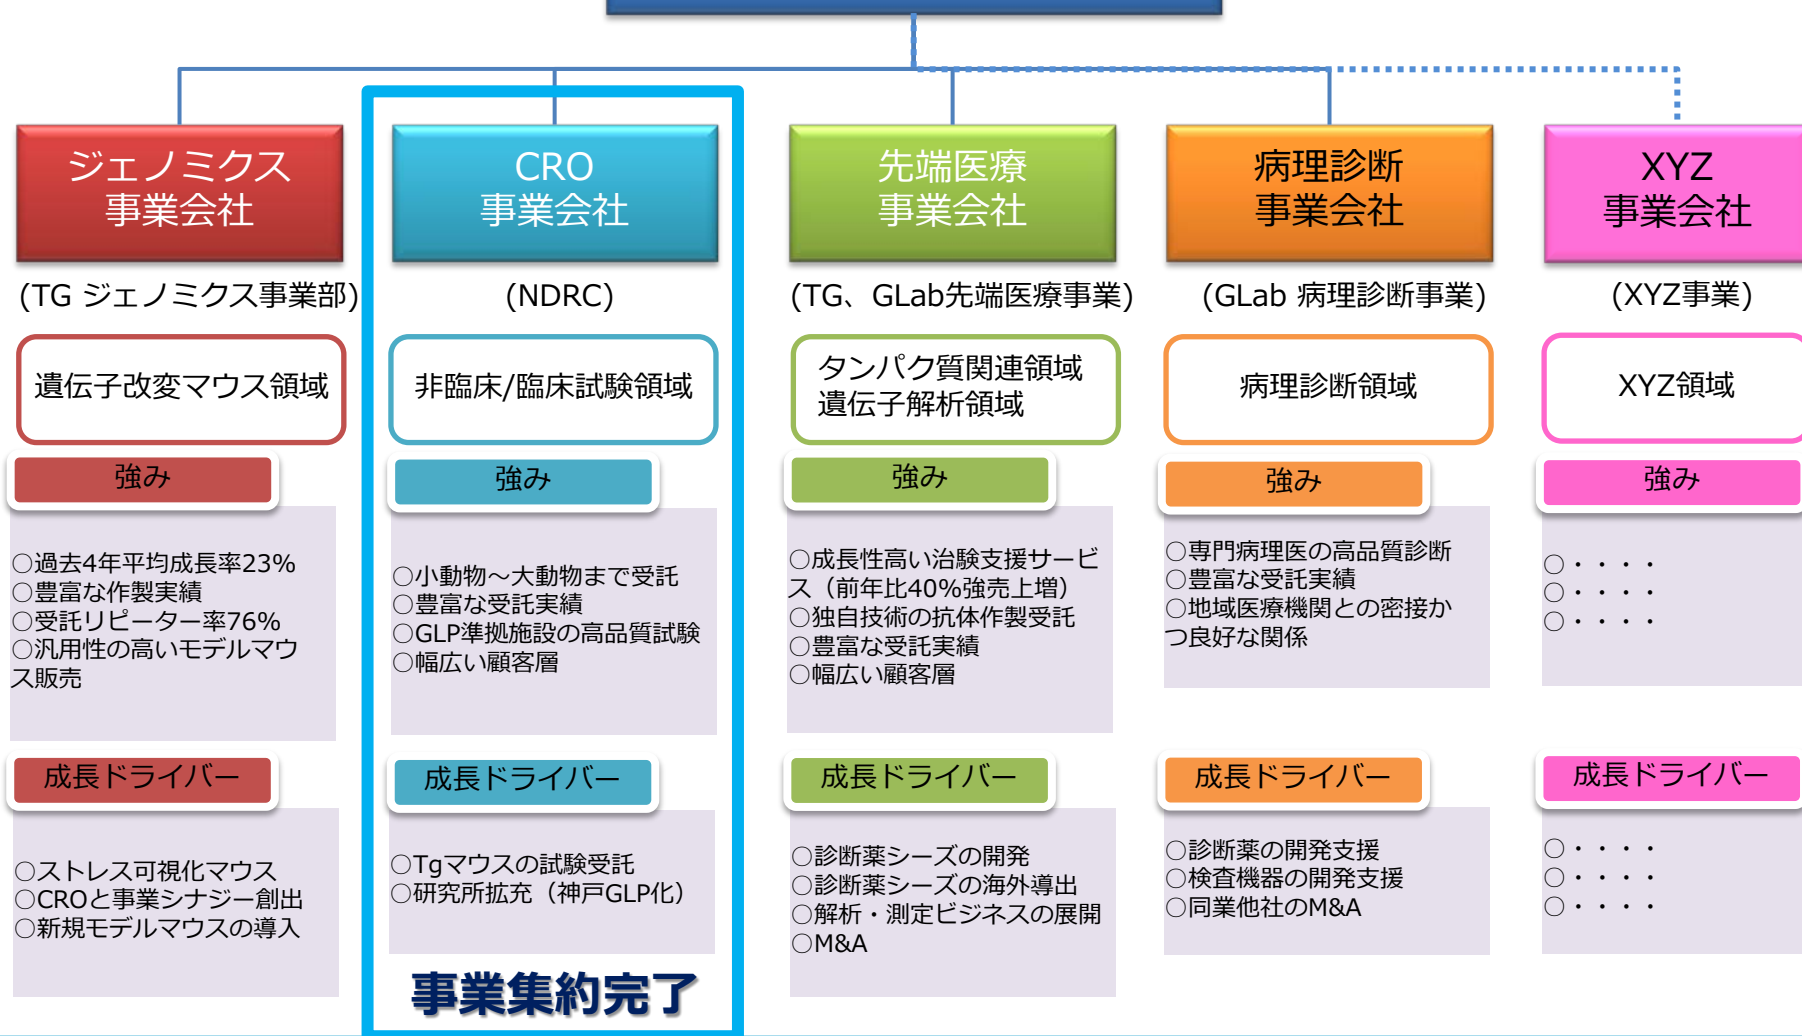 ジェノミクス
事業会社
(TG ジェノミクス事業部)
遺伝子改変マウス領域
強み
○過去4年平均成長率23%
○豊富な作製実績
○受託リピーター率76%
○汎用性の高いモデルマウ
ス販売
成長ドライバー
○ストレス可視化マウス
○CROと事業シナジー創出
○新規モデルマウスの導入
CRO
事業会社
(NDRC)
非臨床/臨床試験領域
強み
○小動物～大動物まで受託
○豊富な受託実績
○GLP準拠施設の高品質試験
○幅広い顧客層
成長ドライバー
○Tgマウスの試験受託
○研究所拡充（神戸GLP化）
事業集約完了
先端医療
事業会社
(TG、GLab先端医療事業)
タンパク質関連領域
遺伝子解析領域
強み
○成長性高い治験支援サービ
ス（前年比40%強売上増）
○独自技術の抗体作製受託
○豊富な受託実績
○幅広い顧客層
成長ドライバー
○診断薬シーズの開発
○診断薬シーズの海外導出
○解析・測定ビジネスの展開
○M&A
病理診断
事業会社
(GLab 病理診断事業)
病理診断領域
強み
○専門病理医の高品質診断
○豊富な受託実績
○地域医療機関との密接か
つ良好な関係
成長ドライバー
○診断薬の開発支援
○検査機器の開発支援
○同業他社のM&A
XYZ
事業会社
(XYZ事業)
XYZ領域
強み
○・・・・
○・・・・
○・・・・
成長ドライバー
○・・・・
○・・・・
○・・・・